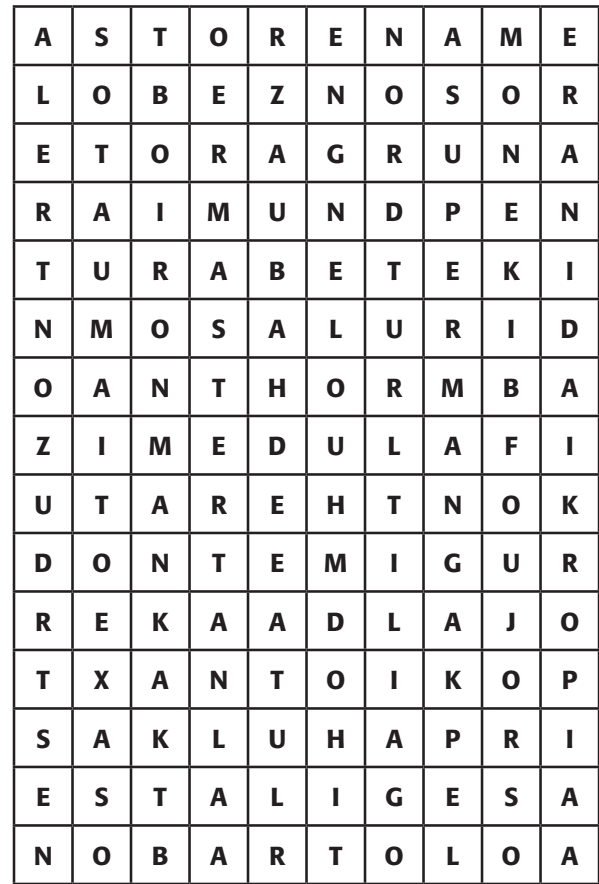 A S T O R E N A M E
L O B E Z N O S O R
E T O R A G R U N A
R A I M U N D P E N
T U R A B E T E K I
N M O S A L U R I D
O A N T H O R M B A
Z I M E D U L A F I
U T A R E H T N O K
D O N T E M I G U R
R E K A A D L A J O
T X A N T O I K O P
S A K L U H A P R I
E S T A L I G E S A
N O B A R T O L O A